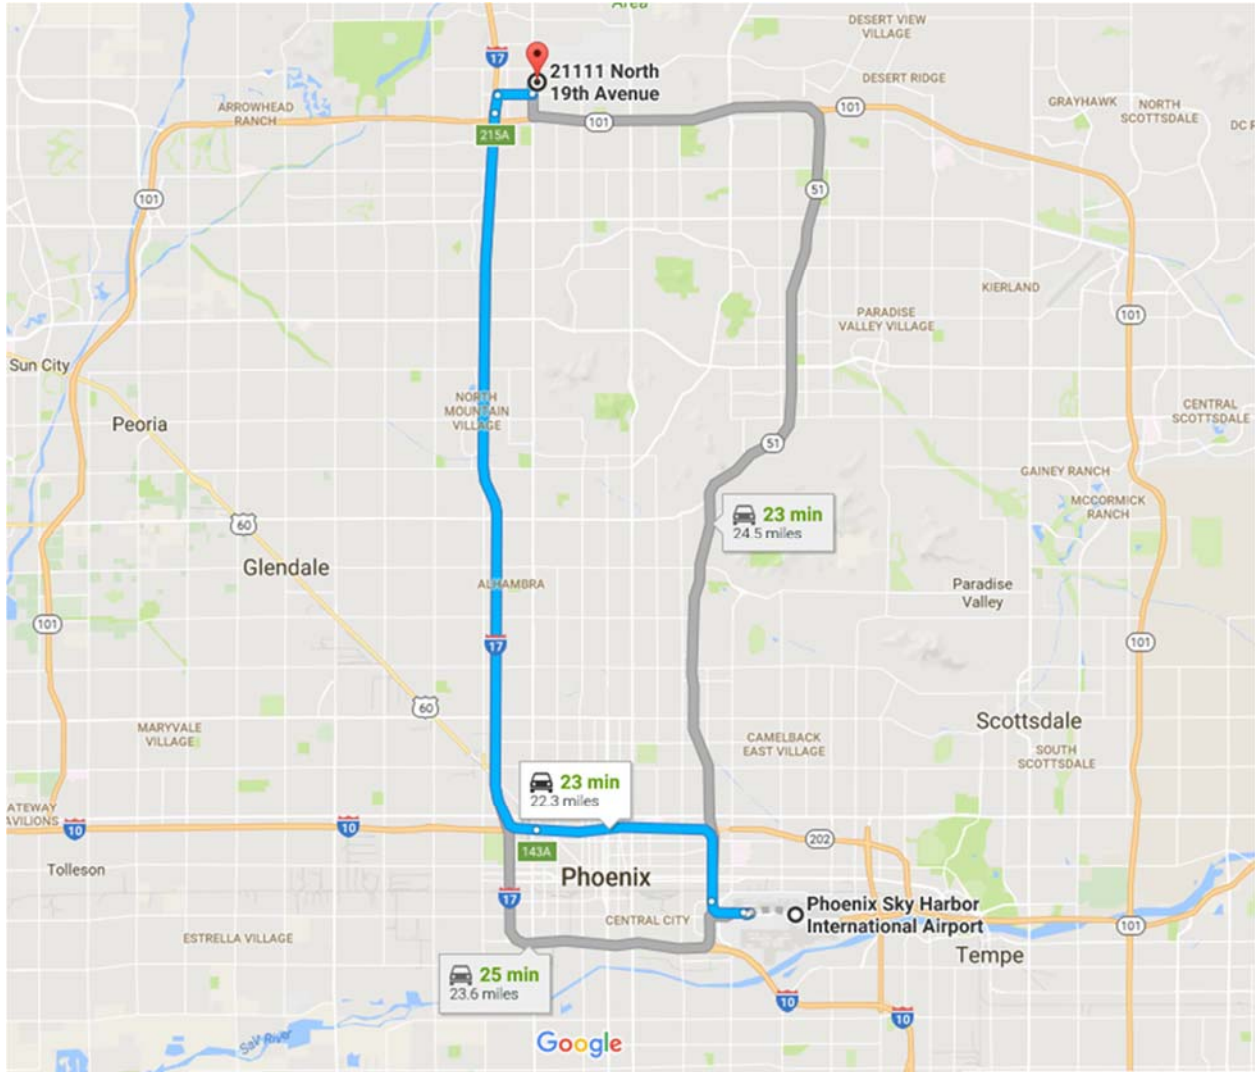 Area
DESERT VIEW
VILLAGE
17
21111 North
19th Avenue
DESERT RIDGE
ARROWHEAD
RANCH
101
101
GRAYHAWK
NORTH
SCOTTSDALE
215A
101
51
KIERLAND
PARADISE
VALLEY VILLAGE
101
Sun City
NORTH
MOUNTAIN
VILLAGE
Peoria
CENTRAL
SCOTTSDALE
51
GAINEY RANCH
MCCORMICK
RANCH
60
23 min
24.5 miles
Glendale
ALHAMBRA
Paradise
Valley
101
17
101
60
Scottsdale
MARYVALE
VILLAGE
CAMELBACK
EAST VILLAGE
SOUTH
SCOTTSDALE
23 min
22.3 miles
ATEWAY
AVILIONS
10
10
202
143A
Tolleson
Phoenix
17
CENTRAL CITY
Phoenix Sky Harbor
International Airport
101
ESTRELLA VILLAGE
Tempe
25 min
23.6 miles
10
10
Google